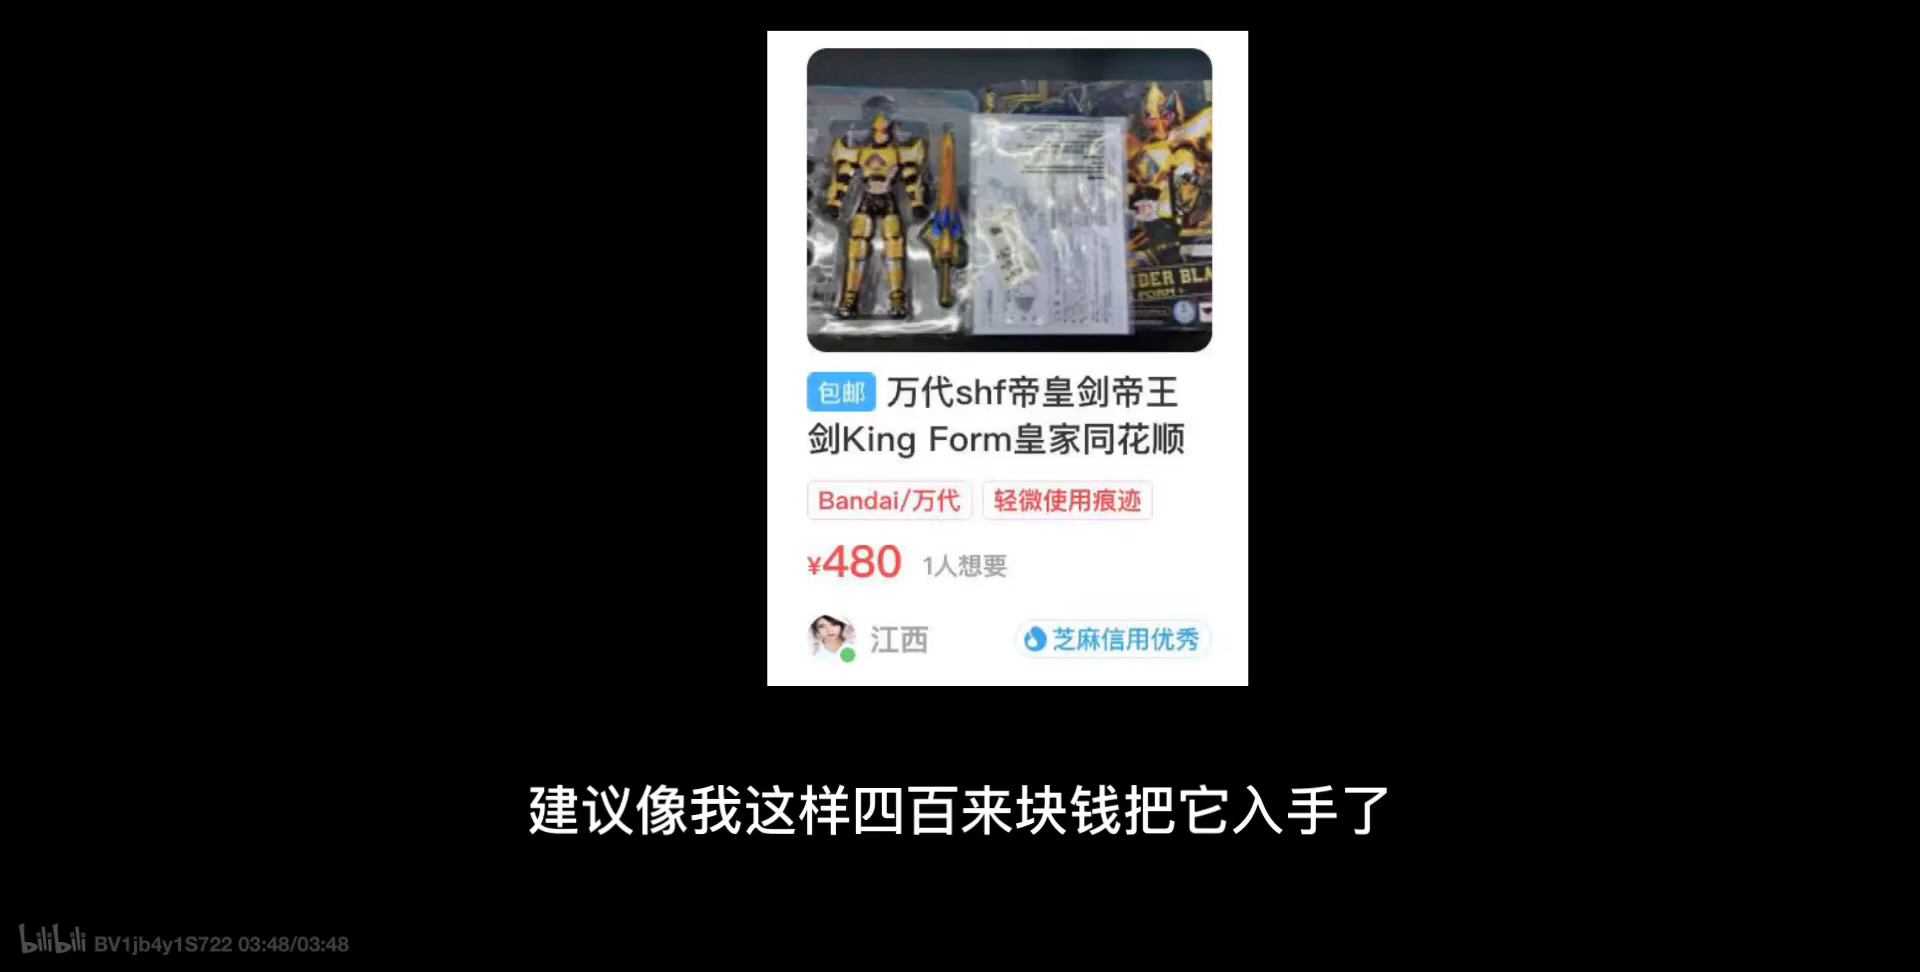 DER BLA
FORM
包邮 万代shf帝皇剑帝王
剑King Form皇家同花顺
Bandai/万代 轻微使用痕迹
¥480 1人想要
江西 芝麻信用优秀
建议像我这样四百来块钱把它入手了
bilibili BV1jb4y1S722 03:48/03:48